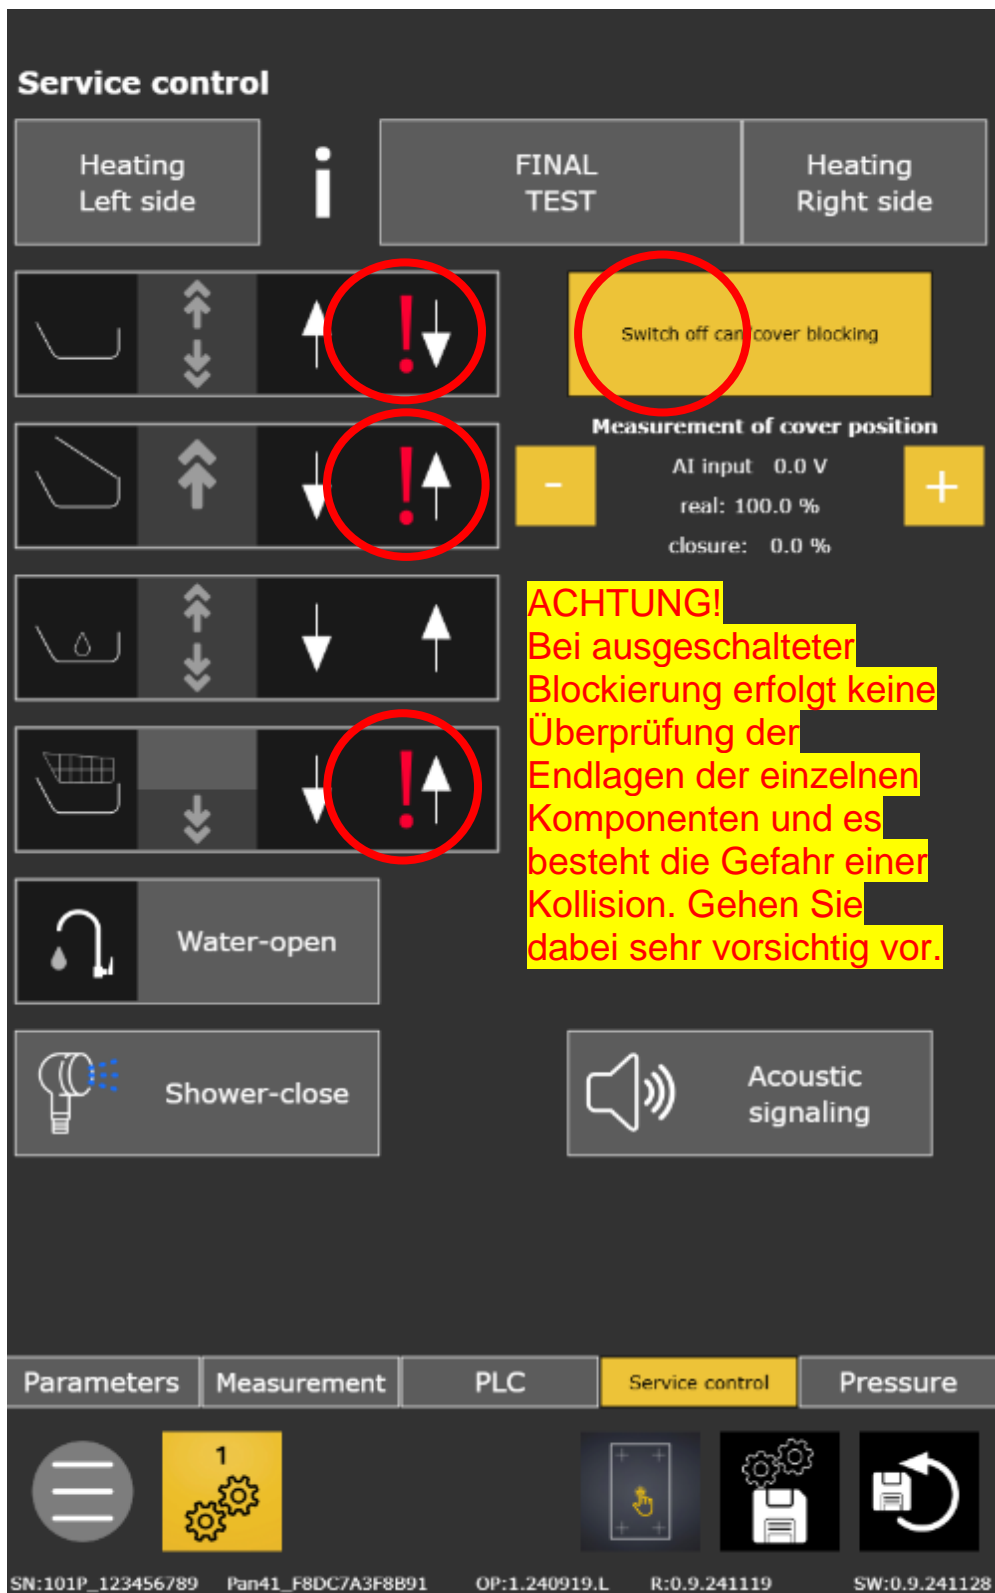 Service control
Heating
Left side
i
FINAL
TEST
Heating
Right side
!
Switch off can/cover blocking
!
Measurement of cover position
-
AI input 0.0 V
+
real: 100.0 %
closure: 0.0 %
ACHTUNG!
Bei ausgeschalteter
Blockierung erfolgt keine
Überprüfung der
Endlagen der einzelnen
Komponenten und es
besteht die Gefahr einer
Kollision. Gehen Sie
dabei sehr vorsichtig vor.
!
Water-open
Shower-close
Acoustic
signaling
Parameters Measurement PLC Service control Pressure
1
SN:101P_123456789 Pan41_F8DC7A3F8B91 OP:1.240919.L R:0.9.241119 SW:0.9.241128